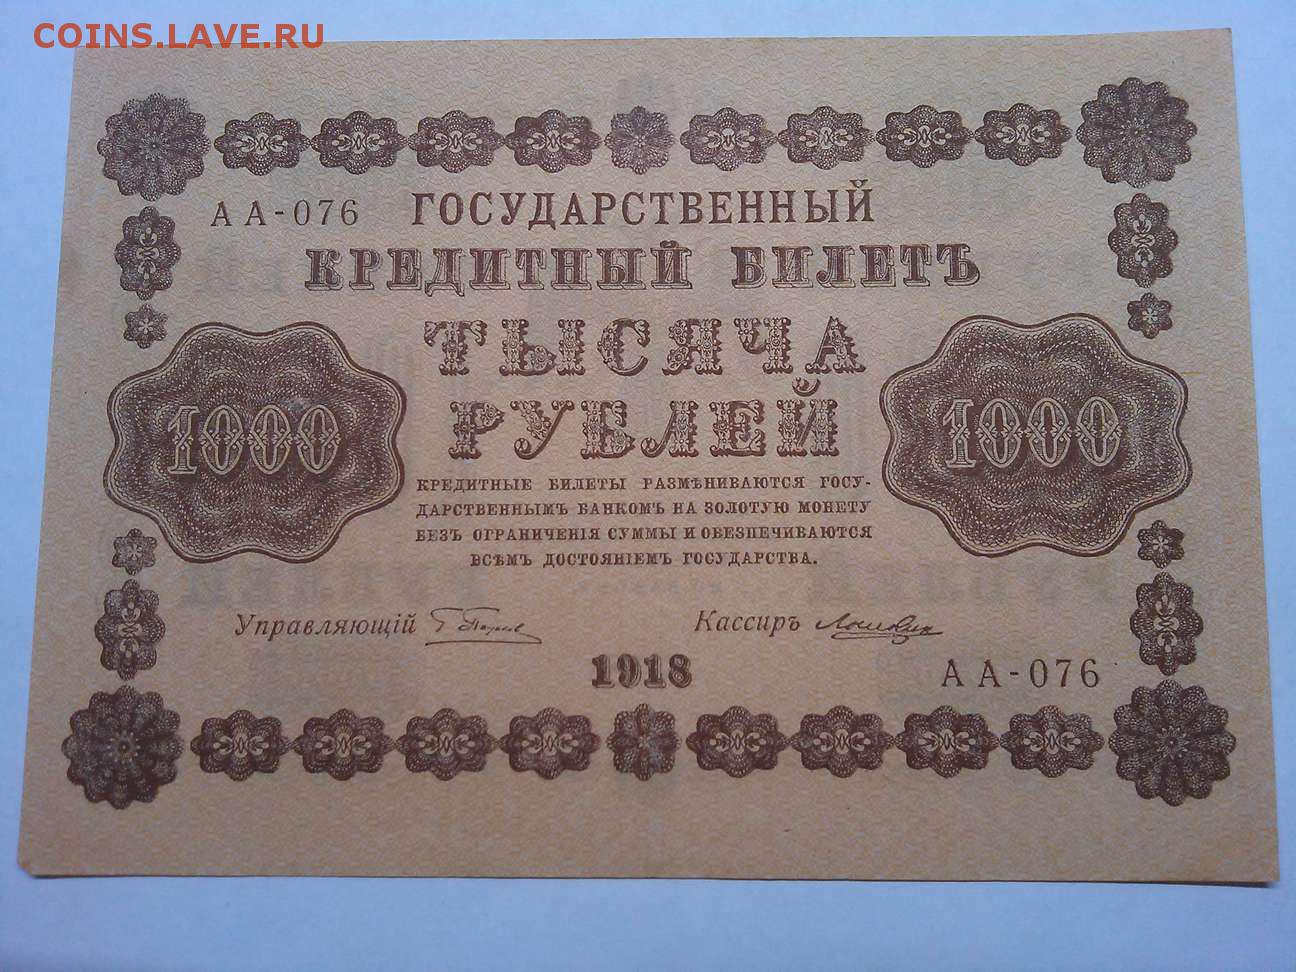 COINS.LAVE.RU
АА-076 ГОСУДАРСТВЕННЫЙ
КРЕДИТНЫЙ БИЛЕТЪ
ТЫСЯЧА
РУБЛЕЙ
1000
1000
КРЕДИТНЫЕ БИЛЕТЫ РАЗМѢНИВАЮТСЯ ГОСУ-
ДАРСТВЕННЫМЪ БАНКОМЪ НА ЗОЛОТУЮ МОНЕТУ
БЕЗЪ ОГРАНИЧЕНІЯ СУММЫ И ОБЕЗПЕЧИВАЮТСЯ
ВСѢМЪ ДОСТОЯНІЕМЪ ГОСУДАРСТВА.
Управляющій
Кассиръ
1918
АА-076